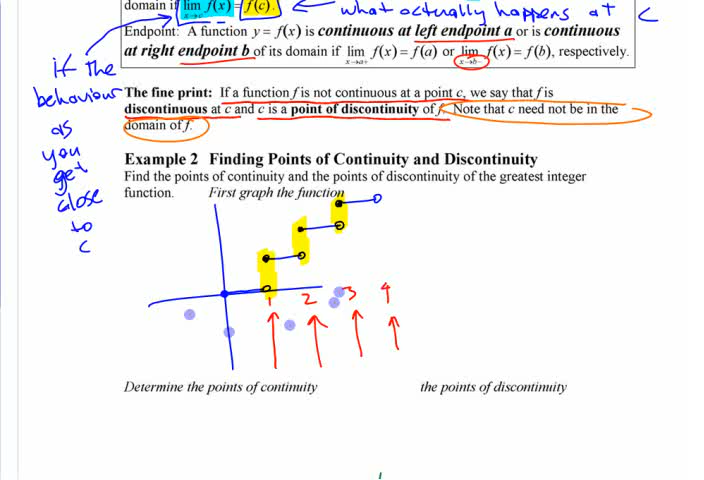 domain if lim f(x) = f(c). what actually happens at c
x→c
Endpoint: A function y = f(x) is continuous at left endpoint a or is continuous
at right endpoint b of its domain if lim f(x) = f(a) or lim f(x) = f(b), respectively.
x→a+ x→b−
if the
behaviour
as
you
get
close
to
c
The fine print: If a function f is not continuous at a point c, we say that f is
discontinuous at c and c is a point of discontinuity of f. Note that c need not be in the
domain of f.
Example 2 Finding Points of Continuity and Discontinuity
Find the points of continuity and the points of discontinuity of the greatest integer
function. First graph the function
1 2 3 4
Determine the points of continuity the points of discontinuity